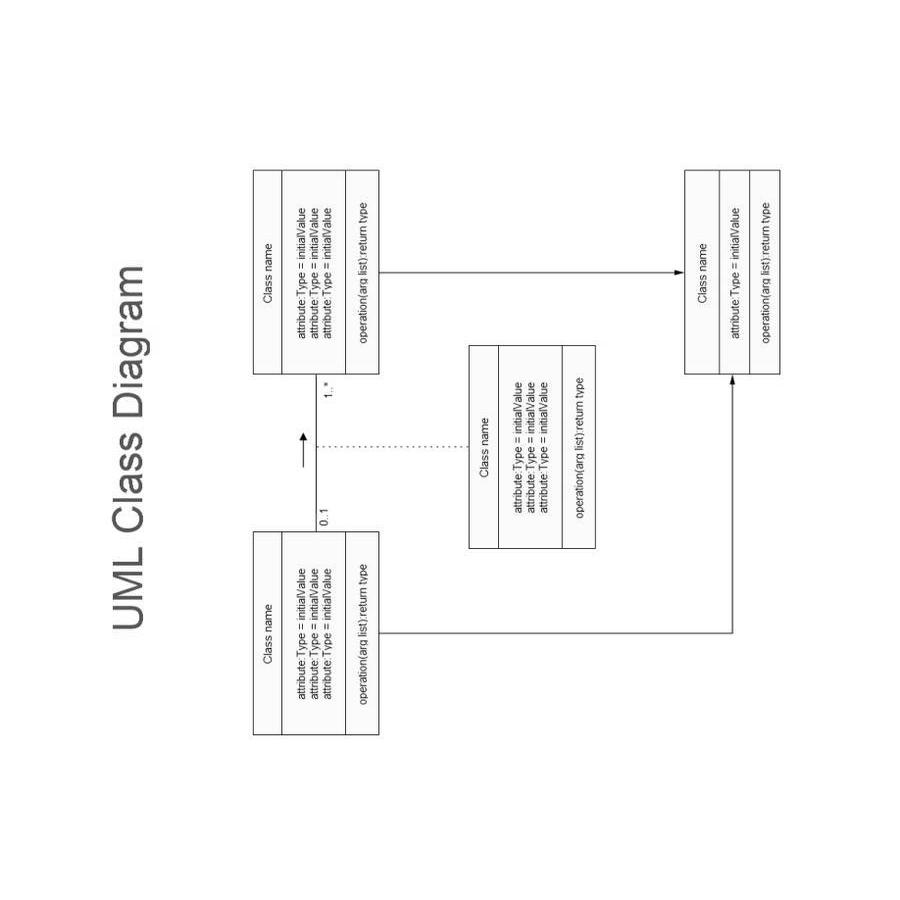 UML Class Diagram
Class name
attribute:Type = initialValue
attribute:Type = initialValue
attribute:Type = initialValue
operation(arg list):return type
0..1
1..*
Class name
attribute:Type = initialValue
attribute:Type = initialValue
attribute:Type = initialValue
operation(arg list):return type
Class name
attribute:Type = initialValue
attribute:Type = initialValue
attribute:Type = initialValue
operation(arg list):return type
Class name
attribute:Type = initialValue
operation(arg list):return type